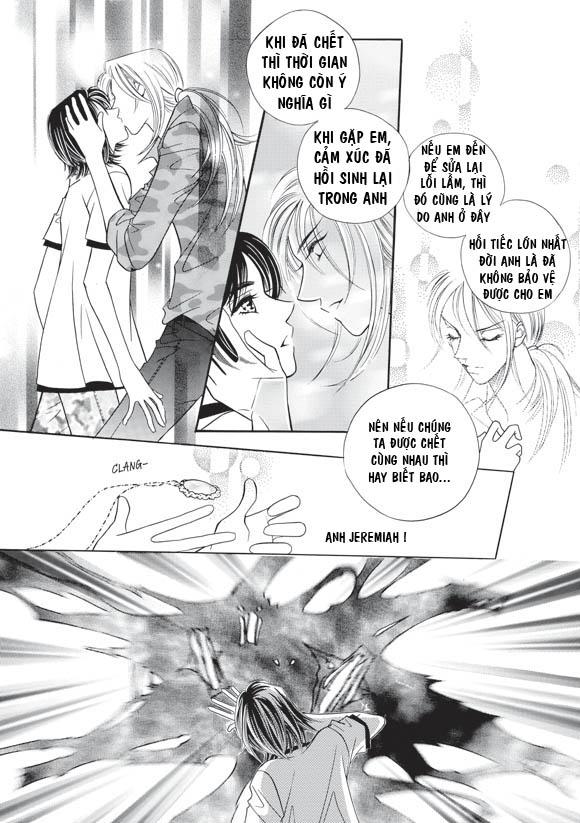 KHI ĐÃ CHẾT
THÌ THỜI GIAN
KHÔNG CÒN Ý
NGHĨA GÌ
KHI GẶP EM,
CẢM XÚC ĐÃ
HỒI SINH LẠI
TRONG ANH
NẾU EM ĐẾN
ĐỂ SỬA LẠI
LỖI LẦM, THÌ
ĐÓ CŨNG LÀ LÝ
DO ANH Ở ĐÂY
HỐI TIẾC LỚN NHẤT
ĐỜI ANH LÀ ĐÃ
KHÔNG BẢO VỆ
ĐƯỢC CHO EM
NÊN NẾU CHÚNG
TA ĐƯỢC CHẾT
CÙNG NHAU THÌ
HAY BIẾT BAO...
CLANG~
ANH JEREMIAH !